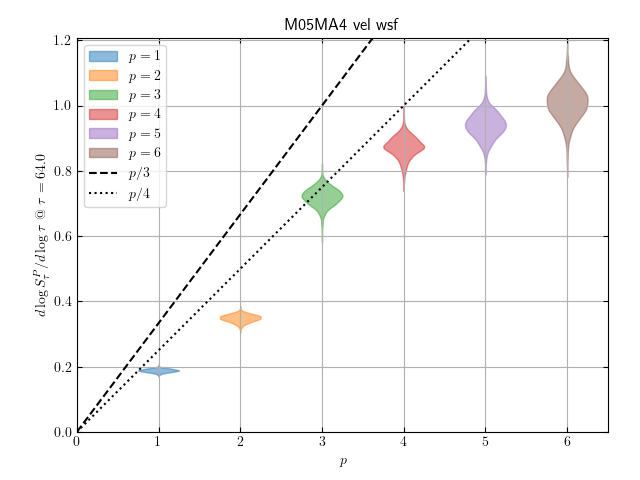 M05MA4 vel wsf
d log S_τ^P / d log τ @ τ = 64.0
1.2
1.0
0.8
0.6
0.4
0.2
0.0
p = 1
p = 2
p = 3
p = 4
p = 5
p = 6
p/3
p/4
0 1 2 3 4 5 6
p